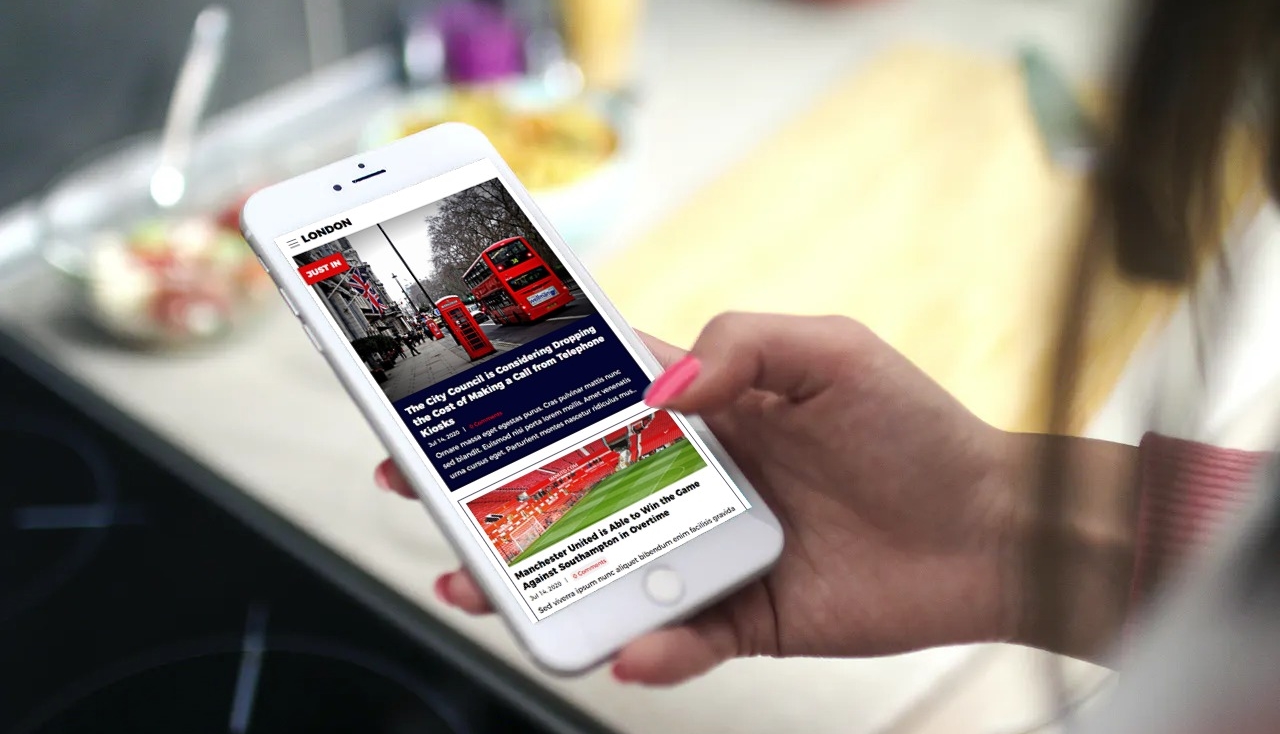 LONDON
JUST IN
The City Council is Considering Dropping
the Cost of Making a Call from Telephone
Kiosks
Jul 14, 2020 | 0 Comments
Ornare massa eget egestas purus. Cras pulvinar mattis nunc
sed blandit. Euismod nisi porta lorem mollis. Amet venenatis
urna cursus eget. Parturient montes nascetur ridiculus mus...
Manchester United is Able to Win the Game
Against Southampton in Overtime
Jul 14, 2020 | 0 Comments
Sed viverra ipsum nunc aliquet bibendum enim facilisis gravida